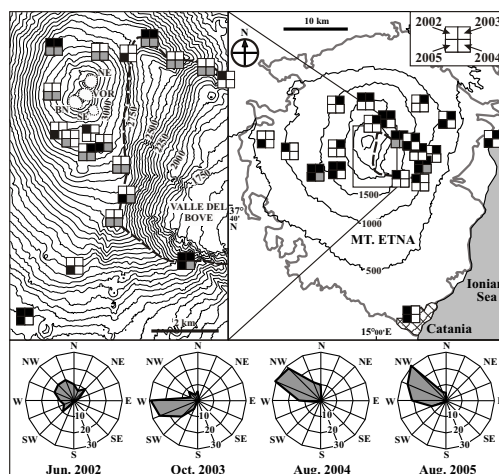 10 km
N
2002
2003
2005
2004
NE
VOR
BN
SE
2750
2500
2250
2000
1750
VALLE DEL
BOVE
2 km
37°
40'
N
1500
1000
500
MT. ETNA
Ionian
Sea
Catania
15°00'E
N
NW
NE
W
E
10
20
30
SW
SE
S
Jun. 2002
N
NW
NE
W
E
10
20
30
SW
SE
S
Oct. 2003
N
NW
NE
W
E
10
20
30
SW
SE
S
Aug. 2004
N
NW
NE
W
E
10
20
30
SW
SE
S
Aug. 2005